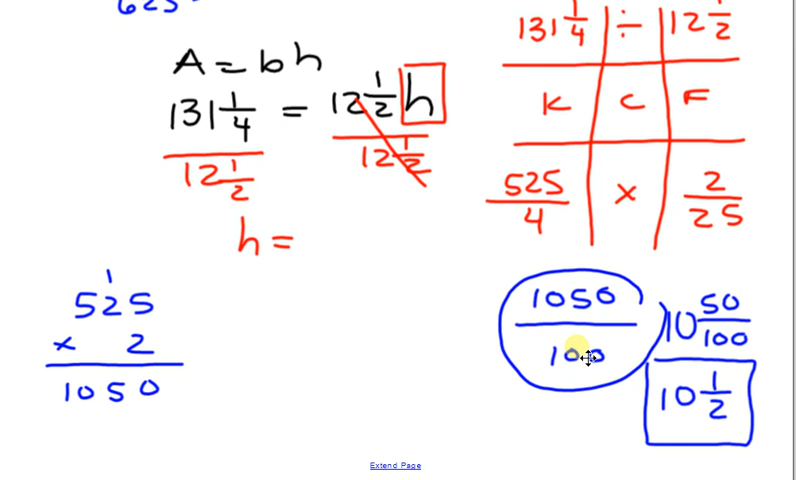 625
A = bh
131 1/4 = 12 1/2 h
12 1/2 12 1/2
h =
131 1/4 ÷ 12 1/2
K C F
525/4 x 2/25
1
525
x 2
1050
1050/100
10 50/100
10 1/2
Extend Page